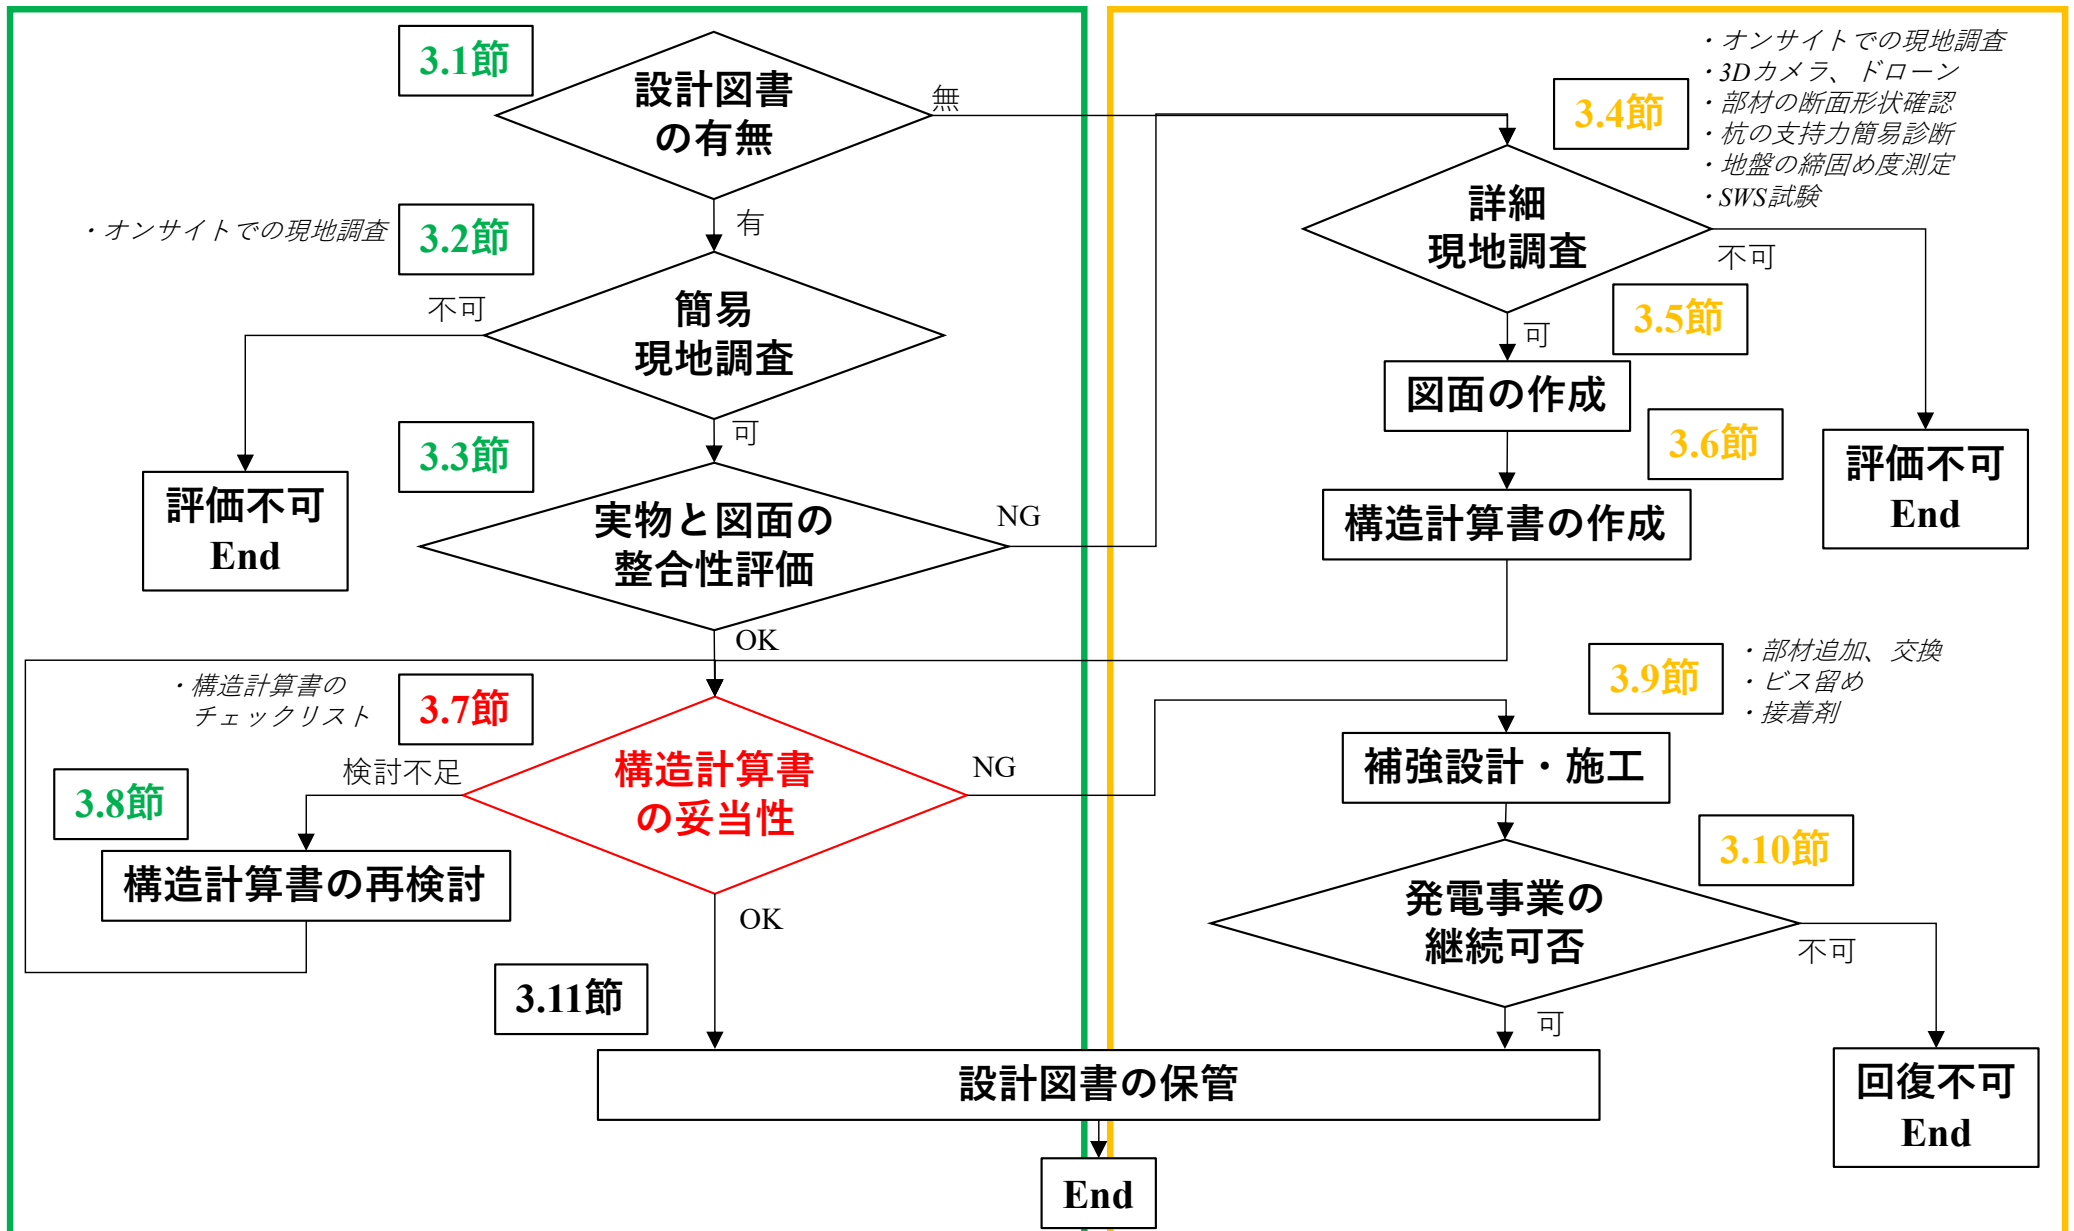 3.1節
設計図書
の有無
無
有
・オンサイトでの現地調査
3.2節
不可
簡易
現地調査
可
評価不可
End
3.3節
実物と図面の
整合性評価
NG
OK
・オンサイトでの現地調査
・3Dカメラ、ドローン
・部材の断面形状確認
・杭の支持力簡易診断
・地盤の締固め度測定
・SWS試験
3.4節
詳細
現地調査
不可
可
3.5節
図面の作成
3.6節
構造計算書の作成
評価不可
End
・構造計算書の
チェックリスト
3.7節
検討不足
構造計算書
の妥当性
NG
OK
3.8節
構造計算書の再検討
3.9節
・部材追加、交換
・ビス留め
・接着剤
補強設計・施工
3.10節
発電事業の
継続可否
不可
可
回復不可
End
3.11節
設計図書の保管
End